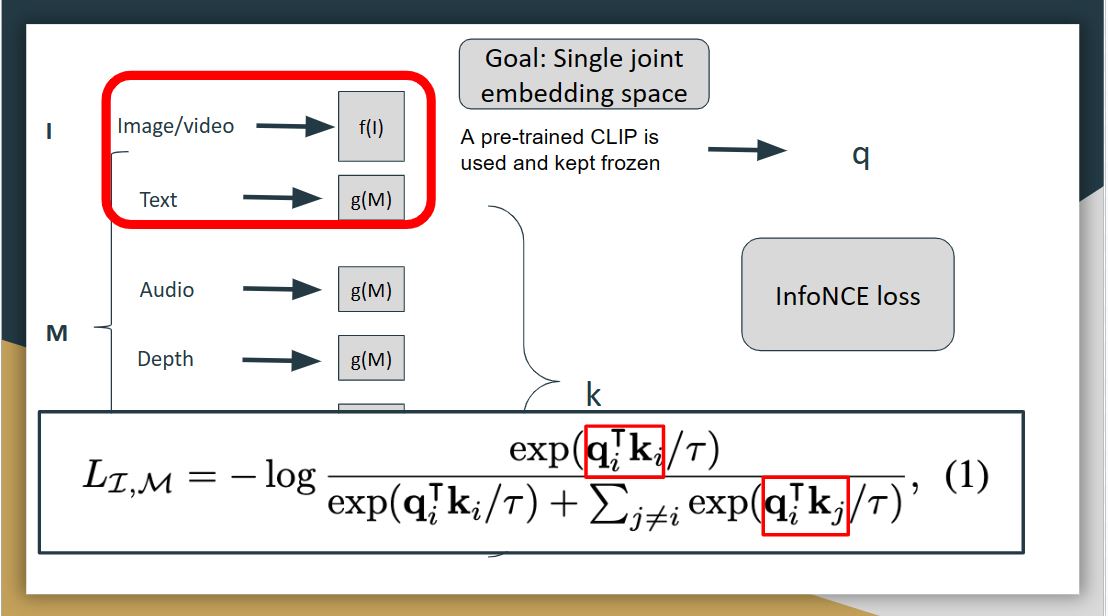 Goal: Single joint
embedding space
I
Image/video
f(I)
A pre-trained CLIP is
used and kept frozen
q
Text
g(M)
Audio
g(M)
InfoNCE loss
M
Depth
g(M)
k
L_{\mathcal{I},\mathcal{M}} = -\log \frac{\exp(\mathbf{q}_i^\intercal \mathbf{k}_i/\tau)}{\exp(\mathbf{q}_i^\intercal \mathbf{k}_i/\tau) + \sum_{j \neq i} \exp(\mathbf{q}_i^\intercal \mathbf{k}_j/\tau)}, (1)